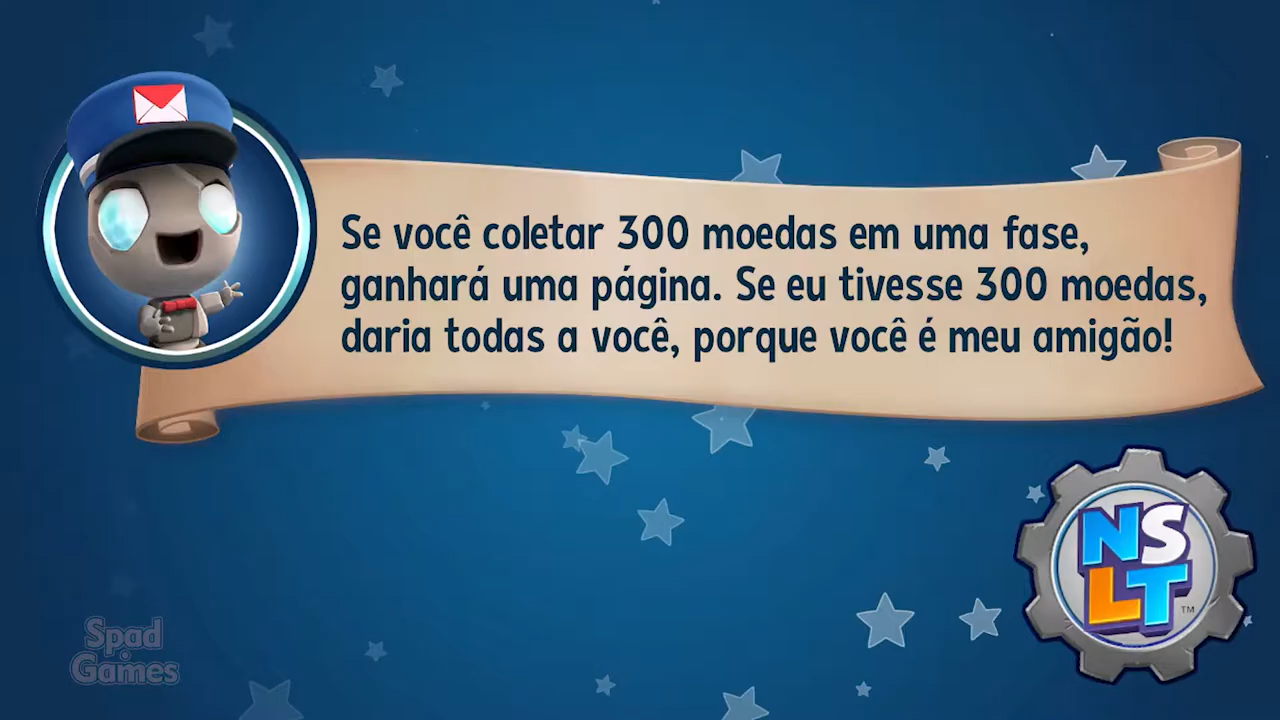 Se você coletar 300 moedas em uma fase,
ganhará uma página. Se eu tivesse 300 moedas,
daria todas a você, porque você é meu amigão!
NS
LT
TM
Spad
Games